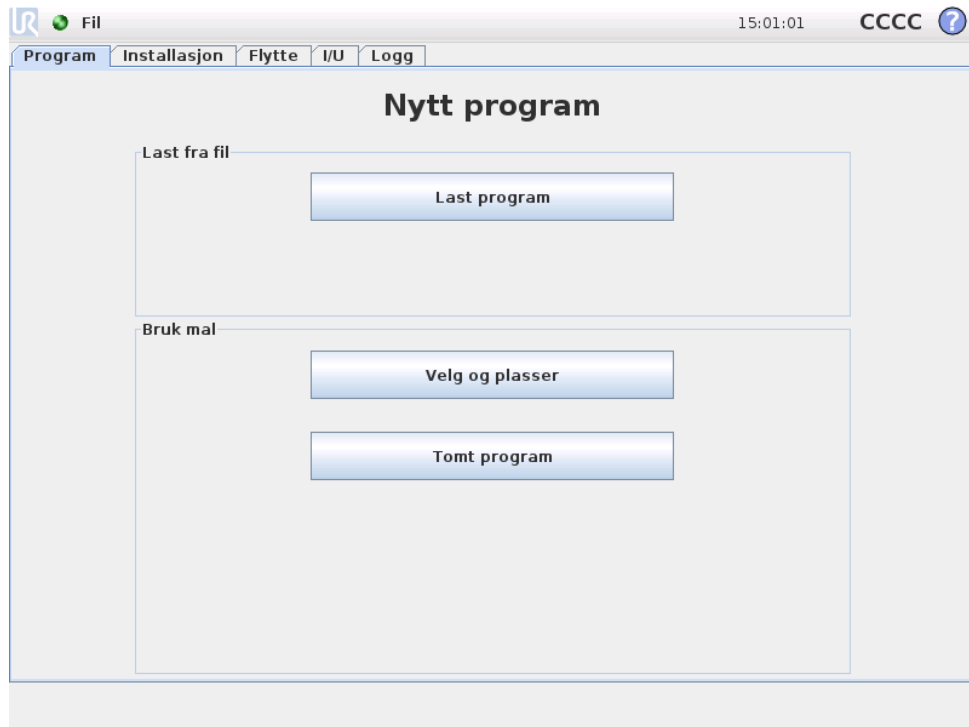 UR Fil 15:01:01 CCCC ?
Program Installasjon Flytte I/U Logg
Nytt program
Last fra fil
Last program
Bruk mal
Velg og plasser
Tomt program